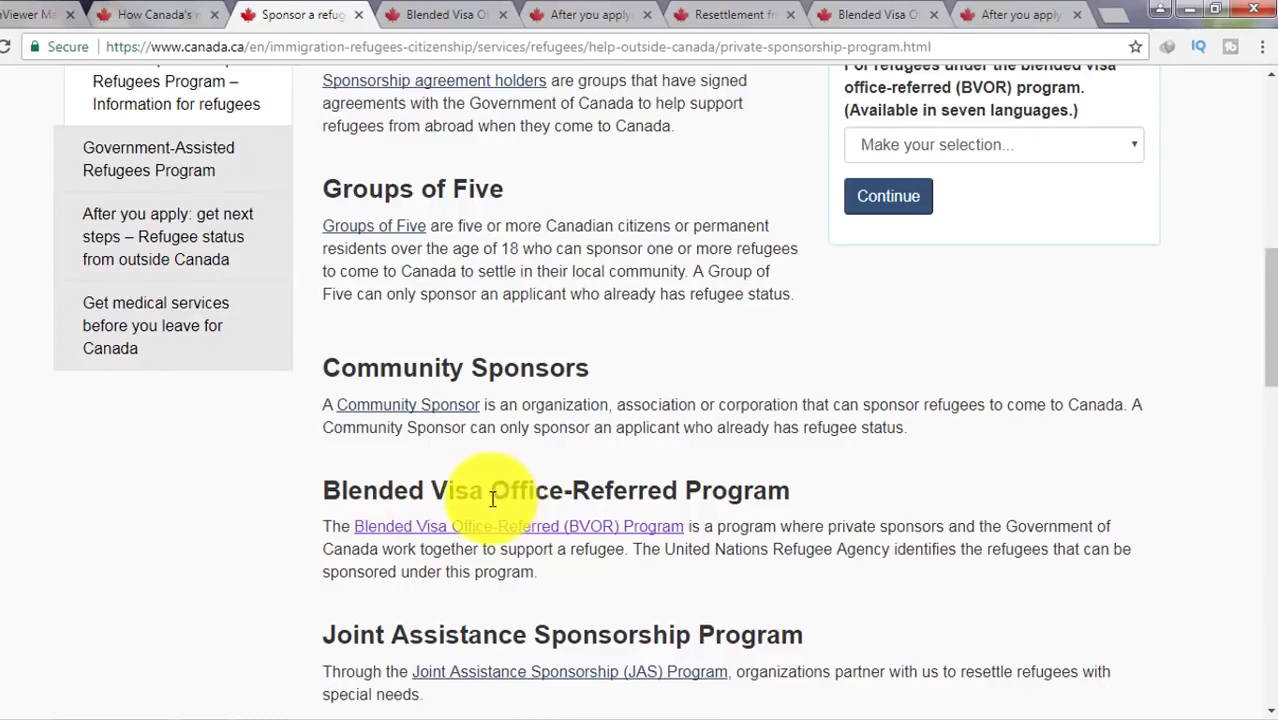 nViewer Ma
How Canada's r
Sponsor a refug
Blended Visa Of
After you apply:
Resettlement fr
Blended Visa O
After you apply
Secure
https://www.canada.ca/en/immigration-refugees-citizenship/services/refugees/help-outside-canada/private-sponsorship-program.html
IQ
Refugees Program –
Information for refugees
Government-Assisted
Refugees Program
After you apply: get next
steps – Refugee status
from outside Canada
Get medical services
before you leave for
Canada
Sponsorship agreement holders are groups that have signed
agreements with the Government of Canada to help support
refugees from abroad when they come to Canada.
Groups of Five
Groups of Five are five or more Canadian citizens or permanent
residents over the age of 18 who can sponsor one or more refugees
to come to Canada to settle in their local community. A Group of
Five can only sponsor an applicant who already has refugee status.
Community Sponsors
A Community Sponsor is an organization, association or corporation that can sponsor refugees to come to Canada. A
Community Sponsor can only sponsor an applicant who already has refugee status.
Blended Visa Office-Referred Program
The Blended Visa Office-Referred (BVOR) Program is a program where private sponsors and the Government of
Canada work together to support a refugee. The United Nations Refugee Agency identifies the refugees that can be
sponsored under this program.
Joint Assistance Sponsorship Program
Through the Joint Assistance Sponsorship (JAS) Program, organizations partner with us to resettle refugees with
special needs.
For refugees under the blended visa
office-referred (BVOR) program.
(Available in seven languages.)
Make your selection...
Continue